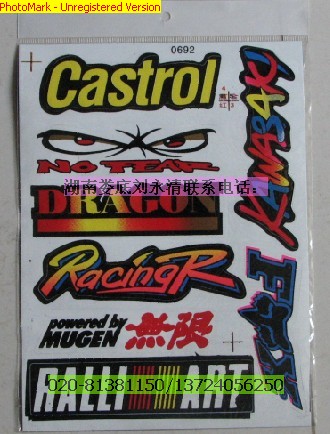 PhotoMark - Unregistered Version
0692
Castrol
KAWASAKI
NO FEAR
湖南娄底刘永清联系电话:
DRAGON
Racing R
powered by
MUGEN 無限
020-81381150/13724056250
RALLI ART